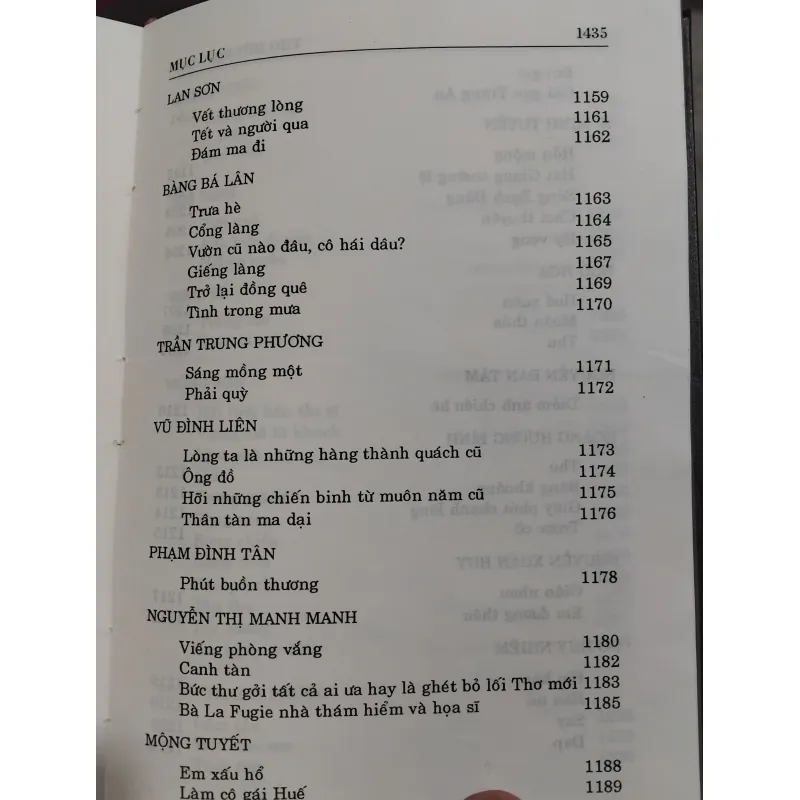 MỤC LỤC 1435
LAN SƠN
Vết thương lòng 1159
Tết và người qua 1161
Đám ma đi 1162
BÀNG BÁ LÂN
Trưa hè 1163
Cổng làng 1164
Vườn cũ nào đâu, cô hái dâu? 1165
Giếng làng 1167
Trở lại đồng quê 1169
Tình trong mưa 1170
TRẦN TRUNG PHƯƠNG
Sáng mồng một 1171
Phải quỳ 1172
VŨ ĐÌNH LIÊN
Lòng ta là những hàng thành quách cũ 1173
Ông đồ 1174
Hỡi những chiến binh từ muôn năm cũ 1175
Thân tàn ma dại 1176
PHẠM ĐÌNH TÂN
Phút buồn thương 1178
NGUYỄN THỊ MANH MANH
Viếng phòng vắng 1180
Canh tàn 1182
Bức thư gởi tất cả ai ưa hay là ghét bỏ lối Thơ mới 1183
Bà La Fugie nhà thám hiểm và họa sĩ 1185
MỘNG TUYẾT
Em xấu hổ 1188
Làm cô gái Huế 1189